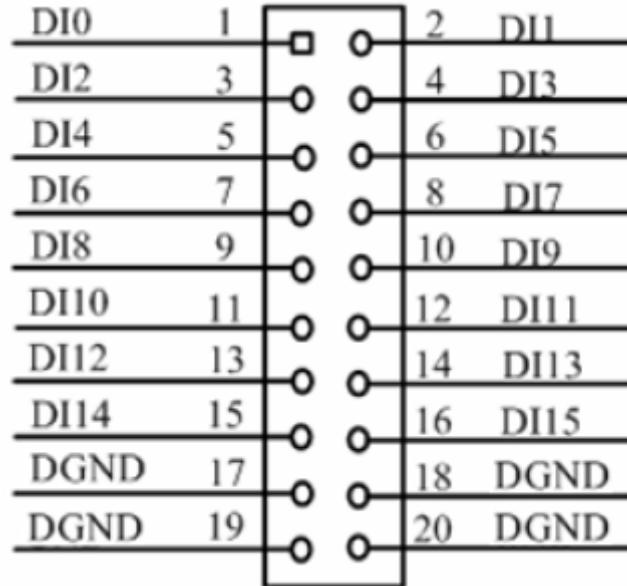 DI0 1 2 DI1
DI2 3 4 DI3
DI4 5 6 DI5
DI6 7 8 DI7
DI8 9 10 DI9
DI10 11 12 DI11
DI12 13 14 DI13
DI14 15 16 DI15
DGND 17 18 DGND
DGND 19 20 DGND